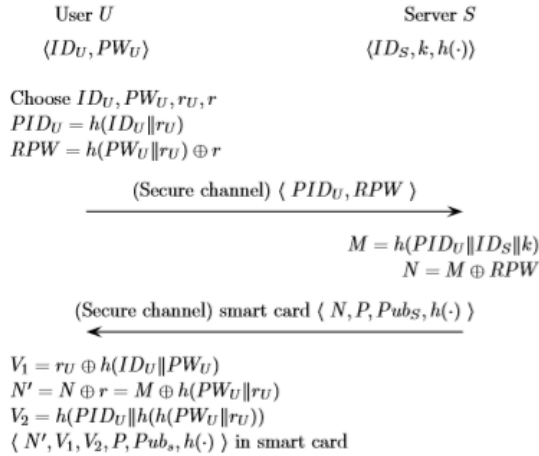 User U Server S
⟨ID_U, PW_U⟩ ⟨ID_S, k, h(·)⟩
Choose ID_U, PW_U, r_U, r
PID_U = h(ID_U∥r_U)
RPW = h(PW_U∥r_U) ⊕ r
(Secure channel) ⟨ PID_U, RPW ⟩
M = h(PID_U∥ID_S∥k)
N = M ⊕ RPW
(Secure channel) smart card ⟨ N, P, Pub_S, h(·) ⟩
V_1 = r_U ⊕ h(ID_U∥PW_U)
N′ = N ⊕ r = M ⊕ h(PW_U∥r_U)
V_2 = h(PID_U∥h(h(PW_U∥r_U))
⟨ N′, V_1, V_2, P, Pub_s, h(·) ⟩ in smart card